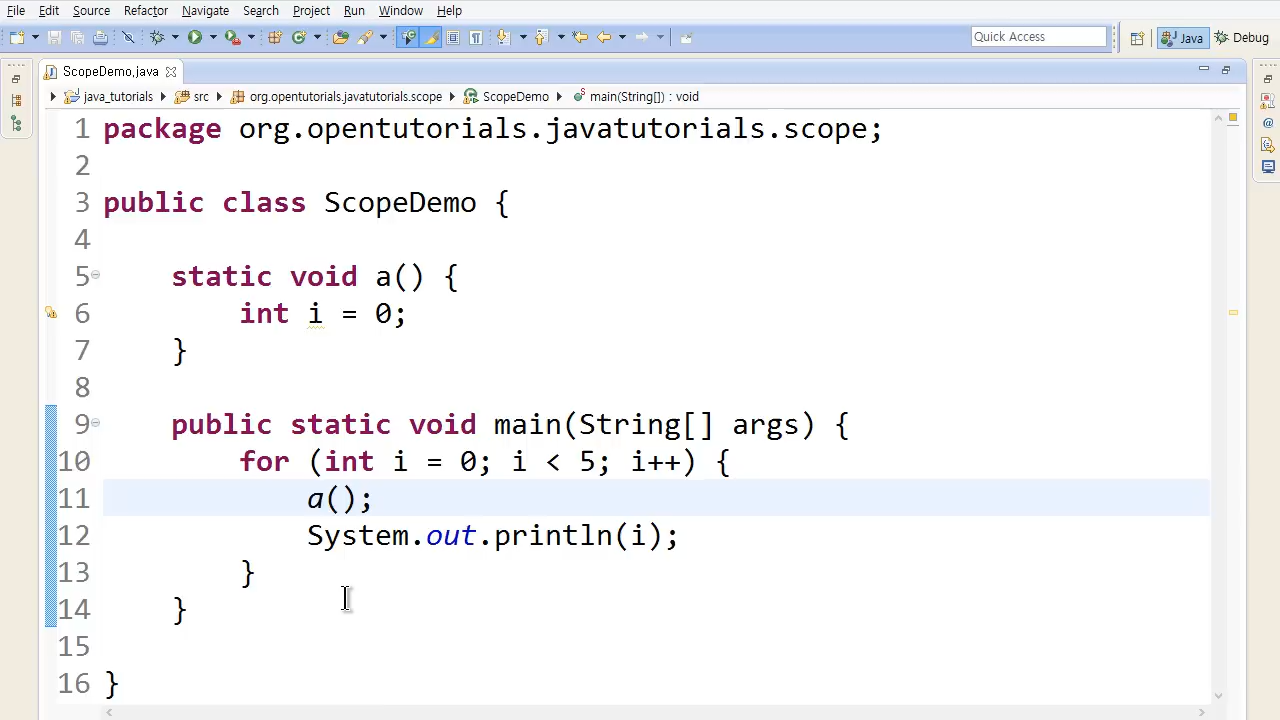 File Edit Source Refactor Navigate Search Project Run Window Help
Quick Access Java Debug
ScopeDemo.java
java_tutorials src org.opentutorials.javatutorials.scope ScopeDemo main(String[]) : void
1 package org.opentutorials.javatutorials.scope;
2
3 public class ScopeDemo {
4
5 static void a() {
6 int i = 0;
7 }
8
9 public static void main(String[] args) {
10 for (int i = 0; i < 5; i++) {
11 a();
12 System.out.println(i);
13 }
14 }
15
16 }